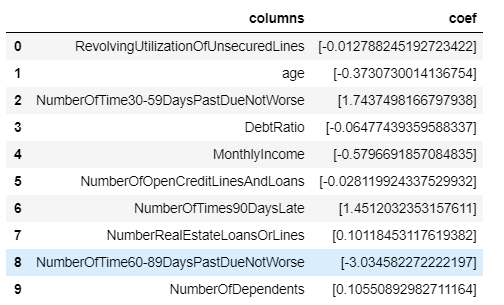 columns coef
0 RevolvingUtilizationOfUnsecuredLines [-0.012788245192723422]
1 age [-0.3730730014136754]
2 NumberOfTime30-59DaysPastDueNotWorse [1.7437498166797938]
3 DebtRatio [-0.06477439359588337]
4 MonthlyIncome [-0.5796691857084835]
5 NumberOfOpenCreditLinesAndLoans [-0.028119924337529932]
6 NumberOfTimes90DaysLate [1.4512032353157611]
7 NumberRealEstateLoansOrLines [0.10118453117619382]
8 NumberOfTime60-89DaysPastDueNotWorse [-3.034582272222197]
9 NumberOfDependents [0.10550892982711164]